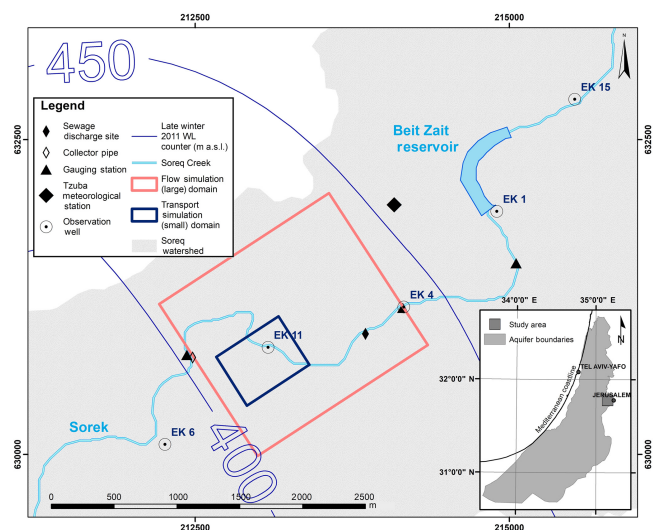 212500
215000
450
N
EK 15
Legend
Sewage
discharge site
Collector pipe
Gauging station
Tzuba
meteorological
station
Observation
well
Late winter
2011 WL
counter (m a.s.l.)
Soreq Creek
Flow simulation
(large) domain
Transport
simulation
(small) domain
Soreq
watershed
632500
632500
Beit Zait
reservoir
EK 1
EK 4
EK 11
Sorek
EK 6
400
630000
630000
0
500
1000
1500
2000
2500
m
212500
215000
34°0'0" E
35°0'0" E
Study area
Aquifer boundaries
N
TEL AVIV-YAFO
JERUSALEM
Mediterranean coastline
32°0'0" N
31°0'0" N